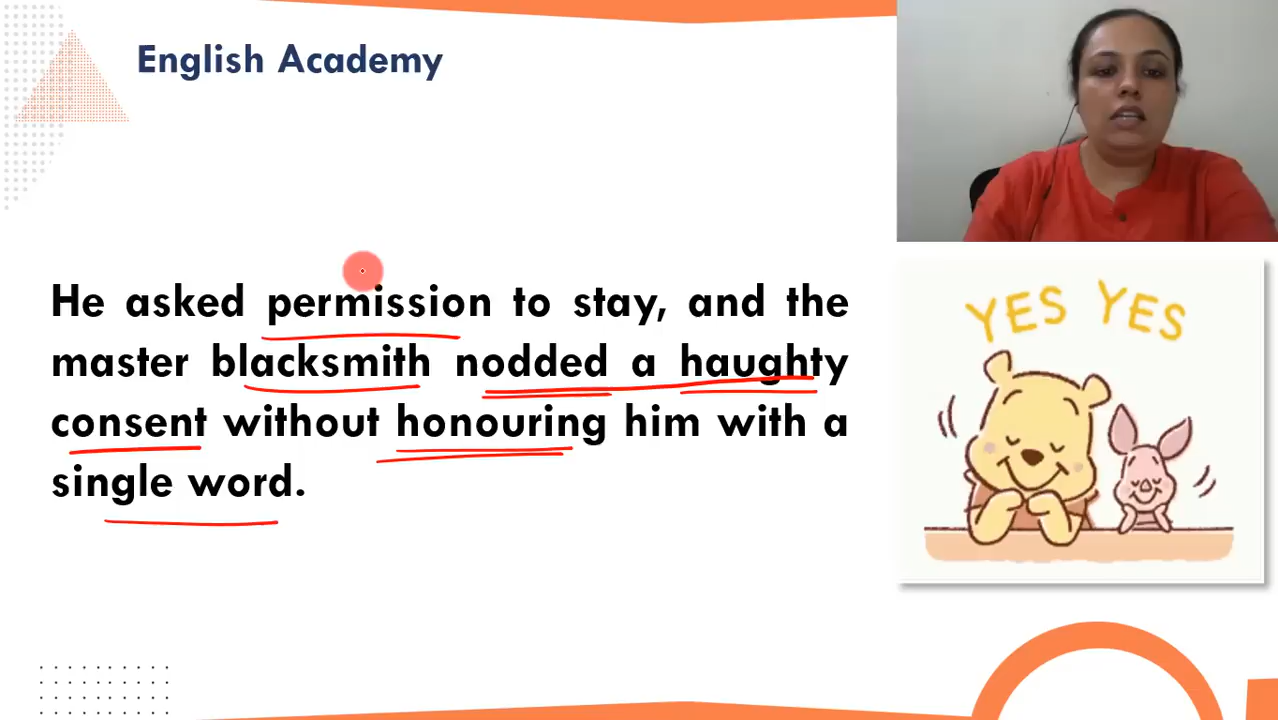 English Academy
He asked permission to stay, and the
master blacksmith nodded a haughty
consent without honouring him with a
single word.
YES YES